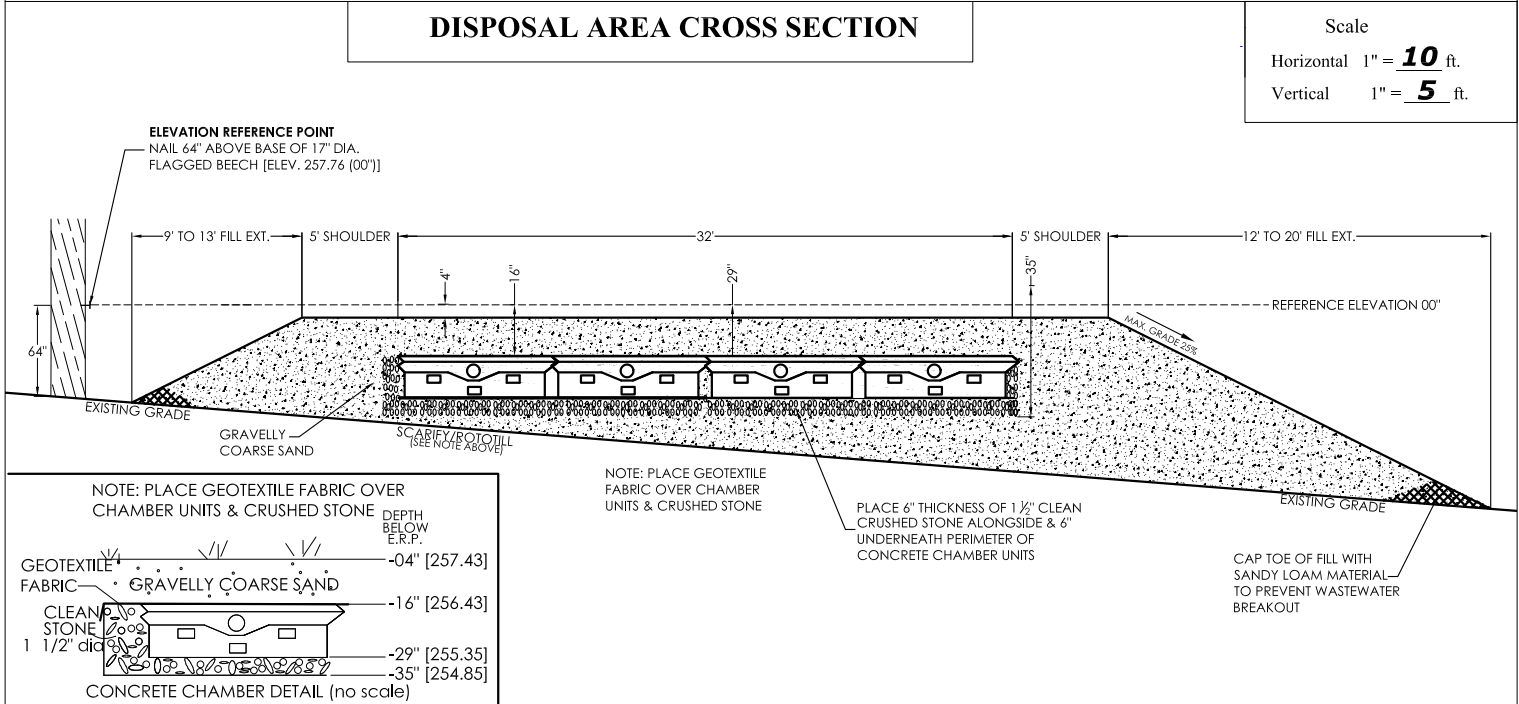 DISPOSAL AREA CROSS SECTION
Scale
Horizontal 1" = 10 ft.
Vertical 1" = 5 ft.
ELEVATION REFERENCE POINT
NAIL 64" ABOVE BASE OF 17" DIA.
FLAGGED BEECH [ELEV. 257.76 (00")]
9' TO 13' FILL EXT.
5' SHOULDER
32'
5' SHOULDER
12' TO 20' FILL EXT.
4"
16"
29"
35"
REFERENCE ELEVATION 00"
64"
MAX. GRADE 25%
EXISTING GRADE
GRAVELLY
COARSE SAND
SCARIFY/ROTOTILL
(SEE NOTE ABOVE)
NOTE: PLACE GEOTEXTILE
FABRIC OVER CHAMBER
UNITS & CRUSHED STONE
PLACE 6" THICKNESS OF 1 ½" CLEAN
CRUSHED STONE ALONGSIDE & 6"
UNDERNEATH PERIMETER OF
CONCRETE CHAMBER UNITS
EXISTING GRADE
CAP TOE OF FILL WITH
SANDY LOAM MATERIAL
TO PREVENT WASTEWATER
BREAKOUT
NOTE: PLACE GEOTEXTILE FABRIC OVER
CHAMBER UNITS & CRUSHED STONE
DEPTH
BELOW
E.R.P.
GEOTEXTILE
FABRIC
GRAVELLY COARSE SAND
CLEAN
STONE
1 1/2" dia
-04" [257.43]
-16" [256.43]
-29" [255.35]
-35" [254.85]
CONCRETE CHAMBER DETAIL (no scale)